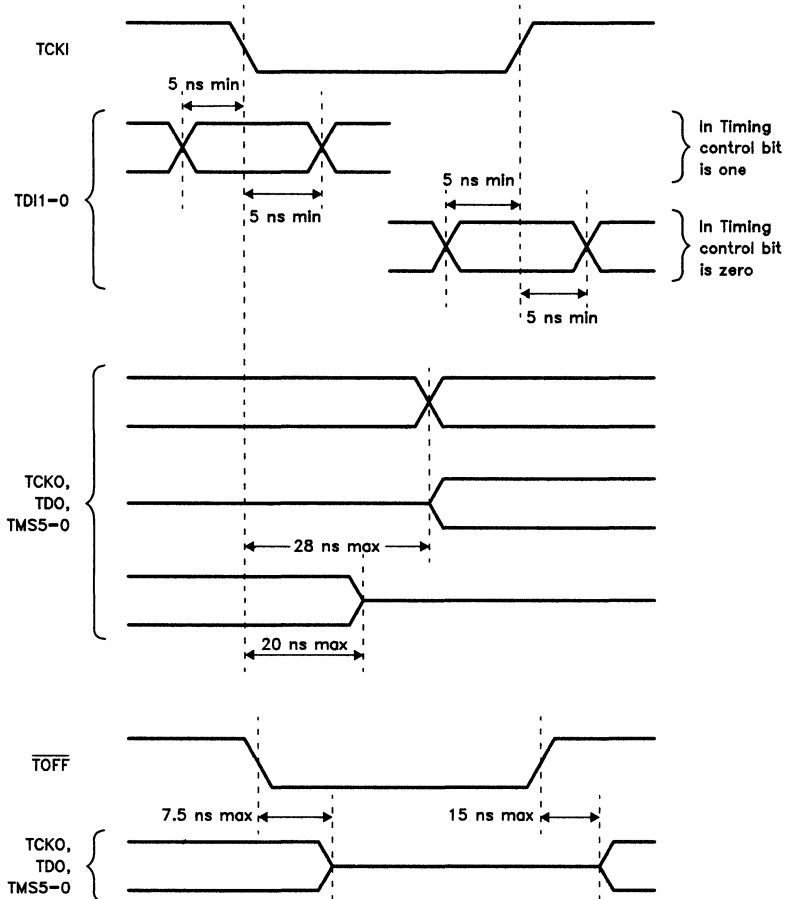 TCKI
5 ns min
TDI1-0
5 ns min
In Timing
control bit
is one
5 ns min
In Timing
control bit
is zero
5 ns min
TCKO,
TDO,
TMS5-0
28 ns max
20 ns max
TOFF
7.5 ns max
15 ns max
TCKO,
TDO,
TMS5-0